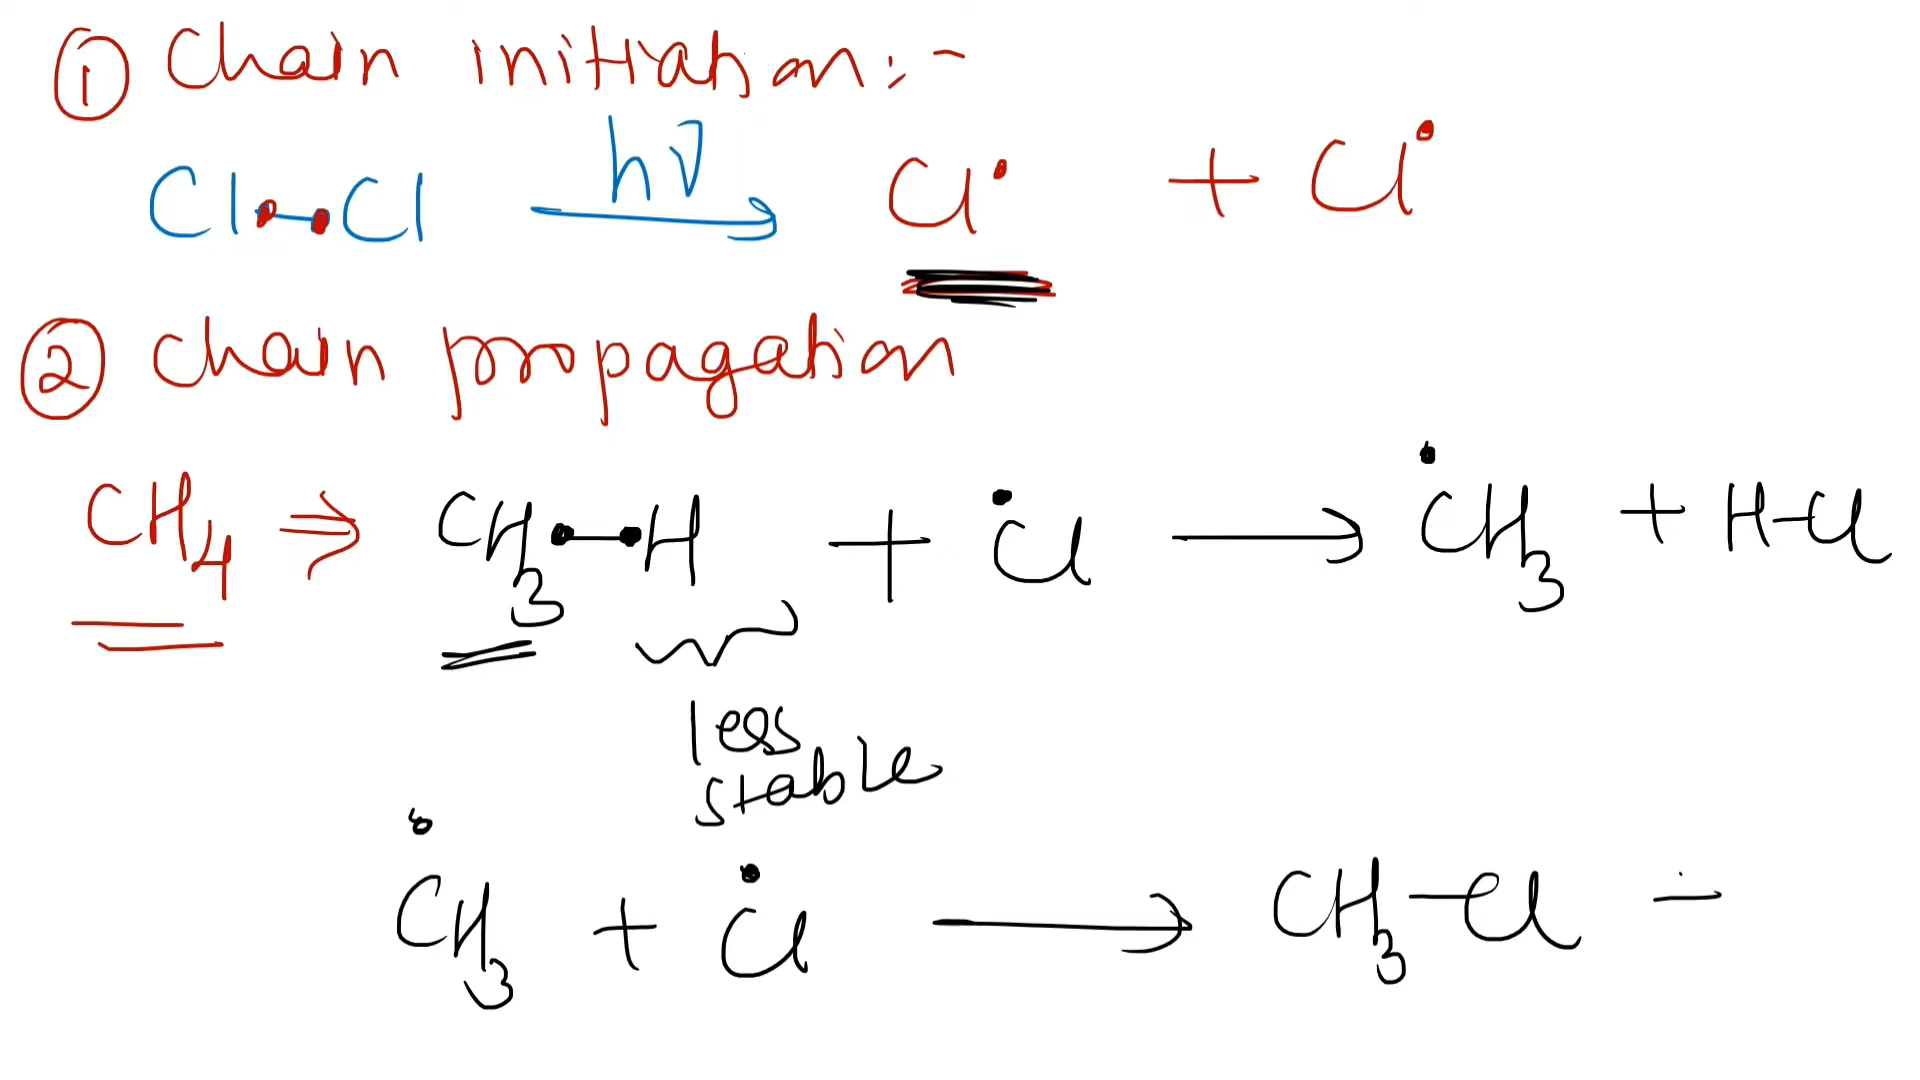 ① Chain initiation:-
Cl-Cl hν → Cl• + Cl•
② Chain propagation
CH₄ ⇒ CH₃-H + •Cl → •CH₃ + H-Cl
less
stable
•CH₃ + •Cl → CH₃-Cl -